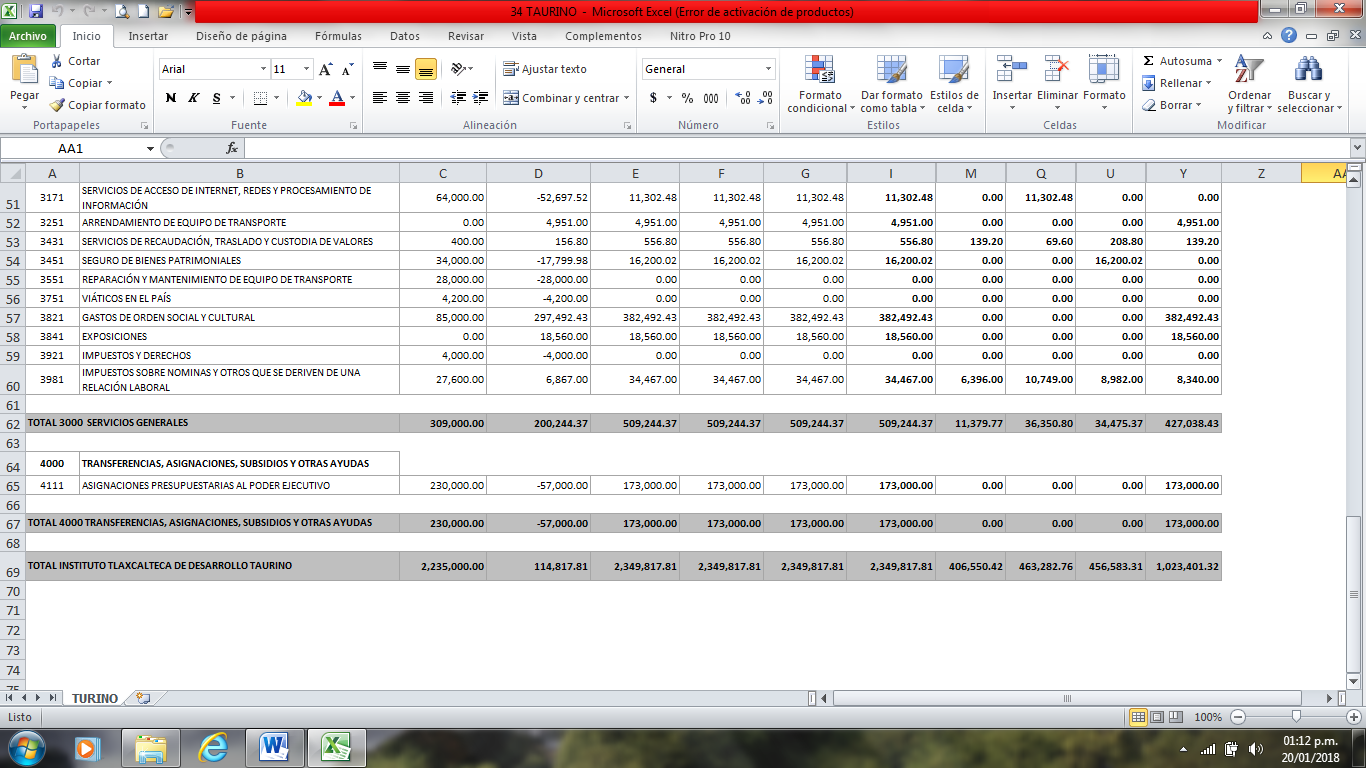 34 TAURINO - Microsoft Excel (Error de activación de productos)
Archivo Inicio Insertar Diseño de página Fórmulas Datos Revisar Vista Complementos Nitro Pro 10
Pegar Cortar Copiar Copiar formato Portapapeles
Arial 11 N K S Fuente
Ajustar texto Combinar y centrar Alineación
General $ % 000 Número
Formato condicional Dar formato como tabla Estilos de celda Estilos
Insertar Eliminar Formato Celdas
Σ Autosuma Rellenar Borrar Ordenar y filtrar Buscar y seleccionar Modificar
AA1 fx
A B C D E F G I M Q U Y Z AA
51 3171 SERVICIOS DE ACCESO DE INTERNET, REDES Y PROCESAMIENTO DE INFORMACIÓN 64,000.00 -52,697.52 11,302.48 11,302.48 11,302.48 11,302.48 0.00 11,302.48 0.00 0.00
52 3251 ARRENDAMIENTO DE EQUIPO DE TRANSPORTE 0.00 4,951.00 4,951.00 4,951.00 4,951.00 4,951.00 0.00 0.00 0.00 4,951.00
53 3431 SERVICIOS DE RECAUDACIÓN, TRASLADO Y CUSTODIA DE VALORES 400.00 156.80 556.80 556.80 556.80 556.80 139.20 69.60 208.80 139.20
54 3451 SEGURO DE BIENES PATRIMONIALES 34,000.00 -17,799.98 16,200.02 16,200.02 16,200.02 16,200.02 0.00 0.00 16,200.02 0.00
55 3551 REPARACIÓN Y MANTENIMIENTO DE EQUIPO DE TRANSPORTE 28,000.00 -28,000.00 0.00 0.00 0.00 0.00 0.00 0.00 0.00 0.00
56 3751 VIÁTICOS EN EL PAÍS 4,200.00 -4,200.00 0.00 0.00 0.00 0.00 0.00 0.00 0.00 0.00
57 3821 GASTOS DE ORDEN SOCIAL Y CULTURAL 85,000.00 297,492.43 382,492.43 382,492.43 382,492.43 382,492.43 0.00 0.00 0.00 382,492.43
58 3841 EXPOSICIONES 0.00 18,560.00 18,560.00 18,560.00 18,560.00 18,560.00 0.00 0.00 0.00 18,560.00
59 3921 IMPUESTOS Y DERECHOS 4,000.00 -4,000.00 0.00 0.00 0.00 0.00 0.00 0.00 0.00 0.00
60 3981 IMPUESTOS SOBRE NOMINAS Y OTROS QUE SE DERIVEN DE UNA RELACIÓN LABORAL 27,600.00 6,867.00 34,467.00 34,467.00 34,467.00 34,467.00 6,396.00 10,749.00 8,982.00 8,340.00
61
62 TOTAL 3000 SERVICIOS GENERALES 309,000.00 200,244.37 509,244.37 509,244.37 509,244.37 509,244.37 11,379.77 36,350.80 34,475.37 427,038.43
63
64 4000 TRANSFERENCIAS, ASIGNACIONES, SUBSIDIOS Y OTRAS AYUDAS
65 4111 ASIGNACIONES PRESUPUESTARIAS AL PODER EJECUTIVO 230,000.00 -57,000.00 173,000.00 173,000.00 173,000.00 173,000.00 0.00 0.00 0.00 173,000.00
66
67 TOTAL 4000 TRANSFERENCIAS, ASIGNACIONES, SUBSIDIOS Y OTRAS AYUDAS 230,000.00 -57,000.00 173,000.00 173,000.00 173,000.00 173,000.00 0.00 0.00 0.00 173,000.00
68
69 TOTAL INSTITUTO TLAXCALTECA DE DESARROLLO TAURINO 2,235,000.00 114,817.81 2,349,817.81 2,349,817.81 2,349,817.81 2,349,817.81 406,550.42 463,282.76 456,583.31 1,023,401.32
70
71
72
73
74
75
TURINO
Listo 100%
01:12 p.m.
20/01/2018